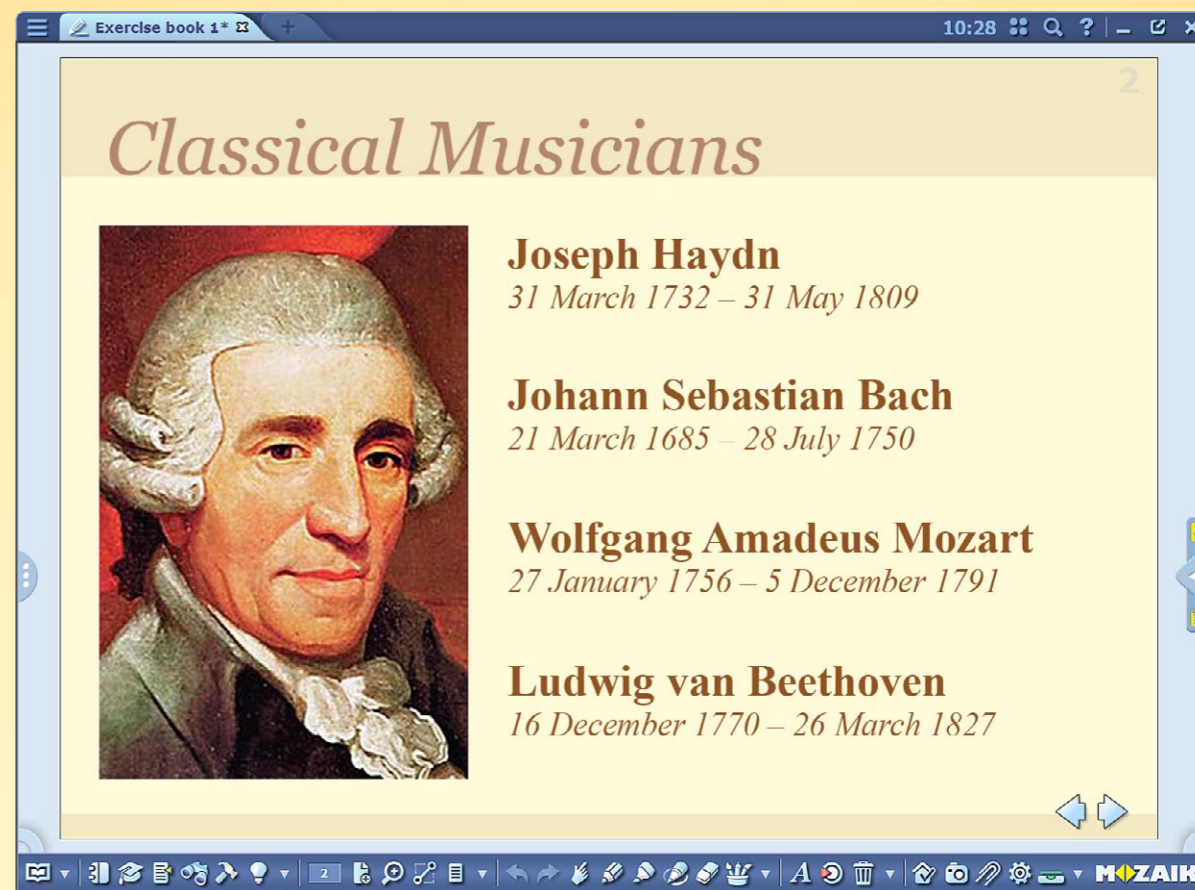 Exercise book 1*
10:28
2
Classical Musicians
Joseph Haydn
31 March 1732 – 31 May 1809
Johann Sebastian Bach
21 March 1685 – 28 July 1750
Wolfgang Amadeus Mozart
27 January 1756 – 5 December 1791
Ludwig van Beethoven
16 December 1770 – 26 March 1827
2
MOZAIK